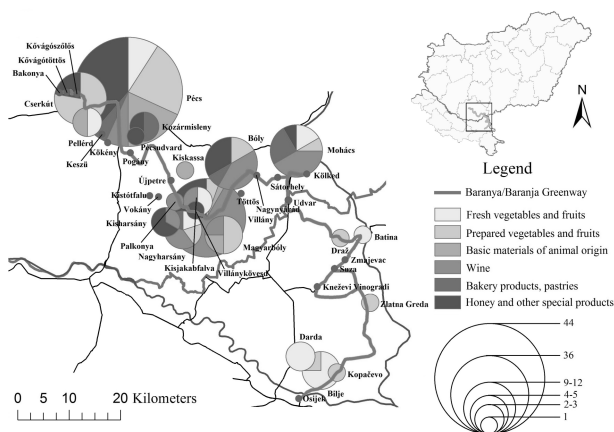 Kővágószőlős
Kővágótöttös
Bakonya
Cserkút
Pécs
Pellérd
Kökény
Keszü
Pogány
Kozármisleny
Pécsudvard
Kiskassa
Bóly
Mohács
Újpetre
Kistótfalu
Vokány
Kisharsány
Palkonya
Nagyharsány
Kisjakabfalva
Villánykövesd
Magyarbóly
Villány
Töttös
Nagynyárád
Sátorhely
Kölked
Udvar
Batina
Draž
Zmajevac
Suza
Kneževi Vinogradi
Zlatna Greda
Darda
Kopačevo
Bilje
Osijek
0 5 10 20 Kilometers
N
Legend
Baranya/Baranja Greenway
Fresh vegetables and fruits
Prepared vegetables and fruits
Basic materials of animal origin
Wine
Bakery products, pastries
Honey and other special products
44
36
9-12
4-5
2-3
1